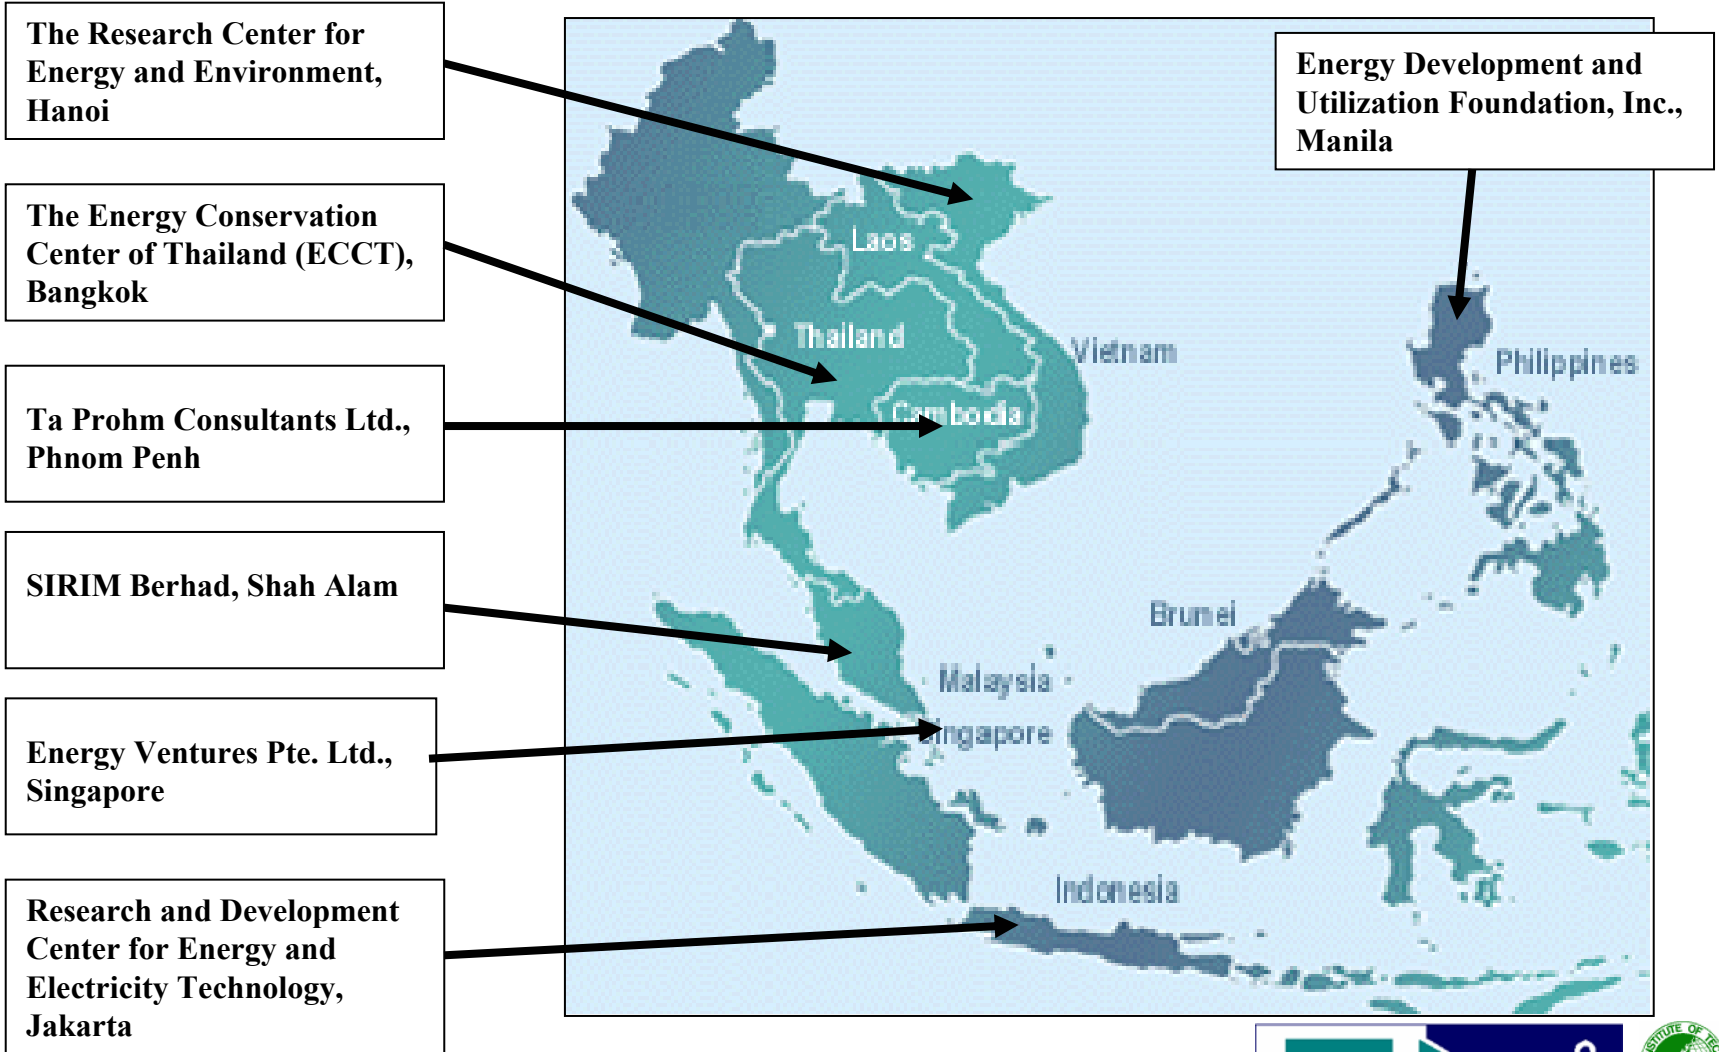 The Research Center for
Energy and Environment,
Hanoi
Energy Development and
Utilization Foundation, Inc.,
Manila
The Energy Conservation
Center of Thailand (ECCT),
Bangkok
Ta Prohm Consultants Ltd.,
Phnom Penh
SIRIM Berhad, Shah Alam
Energy Ventures Pte. Ltd.,
Singapore
Research and Development
Center for Energy and
Electricity Technology,
Jakarta
Laos
Thailand
Vietnam
Philippines
Cambodia
Brunei
Malaysia
Singapore
Indonesia